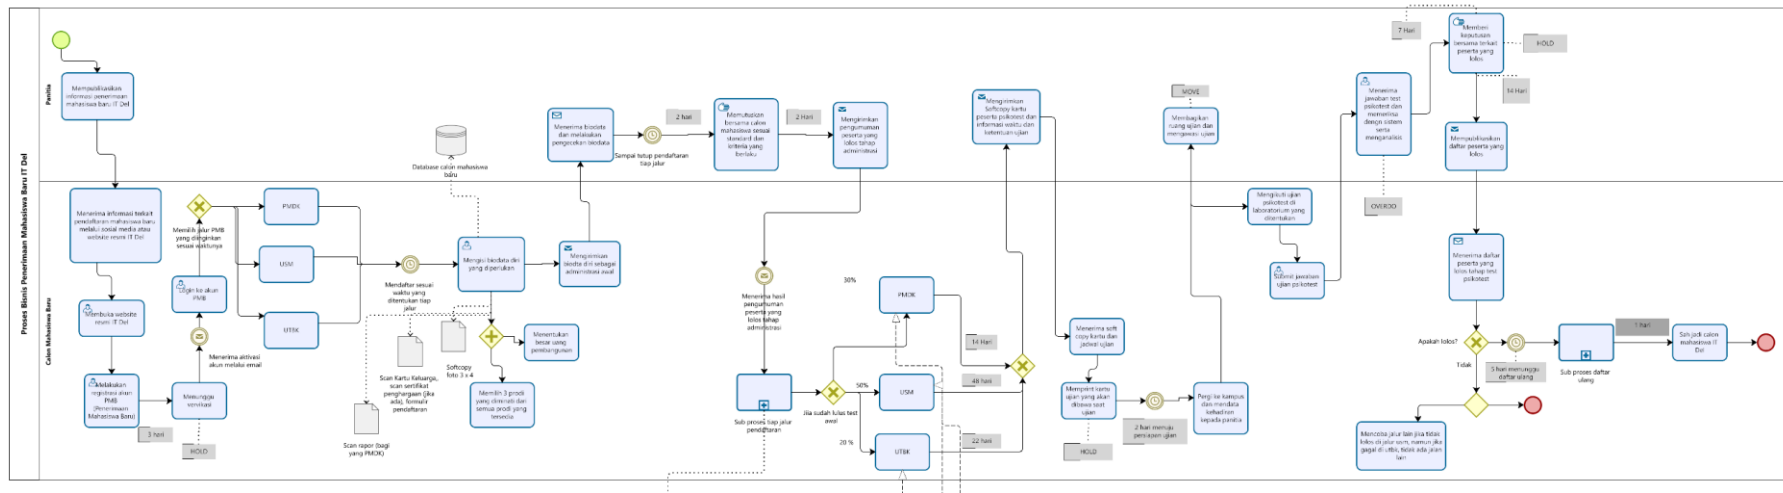 Proses Bisnis Penerimaan Mahasiswa Baru IT Del
Panitia
Calon Mahasiswa Baru
Mempublikasikan
informasi penerimaan
mahasiswa baru IT Del
Menerima informasi terkait
pendaftaran mahasiswa baru
melalui sosial media atau
website resmi IT Del
Membuka website
resmi IT Del
Melakukan
registrasi akun
PMB
(Penerimaan
Mahasiswa Baru)
3 hari
Menunggu
verifikasi
HOLD
Menerima aktivasi
akun melalui email
Login ke akun
PMB
Memilih jalur PMB
yang diinginkan
sesuai waktunya
PMDK
USM
UTBK
Mendaftar sesuai
waktu yang
ditentukan tiap
jalur
Database calon mahasiswa
baru
Mengisi biodata diri
yang diperlukan
Scan Kartu Keluarga,
scan sertifikat
penghargaan (jika
ada), formulir
pendaftaran
Softcopy
foto 3 x 4
Scan rapor (bagi
yang PMDK)
Menentukan
besar uang
pembangunan
Memilih 3 prodi
yang diminati dan
semua prodi yang
tersedia
Mengirimkan
biodata diri sebagai
administrasi awal
Menerima biodata
dan melakukan
pengecekan biodata
Sampai tutup pendaftaran
tiap jalur
2 hari
Memutuskan
bersama calon
mahasiswa sesuai
standard dan
kriteria yang
berlaku
2 Hari
Mengirimkan
pengumuman
peserta yang
lolos tahap
administrasi
Menerima hasil
pengumuman
peserta yang
lolos tahap
administrasi
Sub proses tiap jalur
pendaftaran
Jika sudah lulus test
awal
30%
50%
20 %
PMDK
USM
UTBK
14 Hari
48 hari
22 hari
Mengirimkan
Softcopy kartu
peserta psikotest dan
informasi waktu dan
ketentuan ujian
Menerima soft
copy kartu dan
jadwal ujian
Memprint kartu
ujian yang akan
dibawa saat
ujian
HOLD
2 hari menuju
persiapan ujian
Pergi ke kampus
dan mendata
kehadiran
kepada panitia
MOVE
Membagikan
ruang ujian dan
mengawasi ujian
Mengikuti ujian
psikotest di
laboratorium yang
ditentukan
Submit jawaban
ujian psikotest
Menerima
jawaban test
psikotest dan
memeriksa
dengn sistem
serta
menganalisis
OVERDO
7 Hari
Memberi
keputusan
bersama terkait
peserta yang
lolos
HOLD
14 Hari
Mempublikasikan
daftar peserta yang
lolos
Menerima daftar
peserta yang
lolos tahap test
psikotest
Apakah lolos?
Tidak
5 hari menunggu
daftar ulang
Sub proses daftar
ulang
1 hari
Sah jadi calon
mahasiswa IT
Del
Mencoba jalur lain jika tidak
lolos di jalur usm, namun jika
gagal di utbk, tidak ada jalan
lain